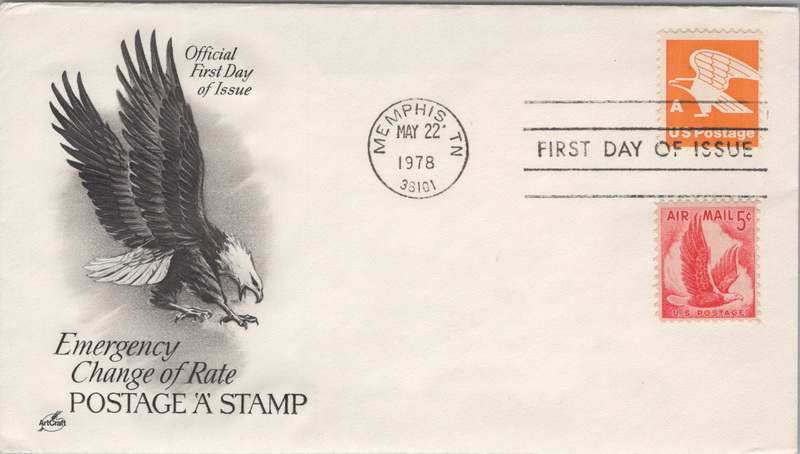 Official
First Day
of Issue
Emergency
Change of Rate
POSTAGE 'A' STAMP
ArtCraft
MEMPHIS, TN
MAY 22
1978
38101
FIRST DAY OF ISSUE
A
US Postage
AIR MAIL 5¢
U.S. POSTAGE